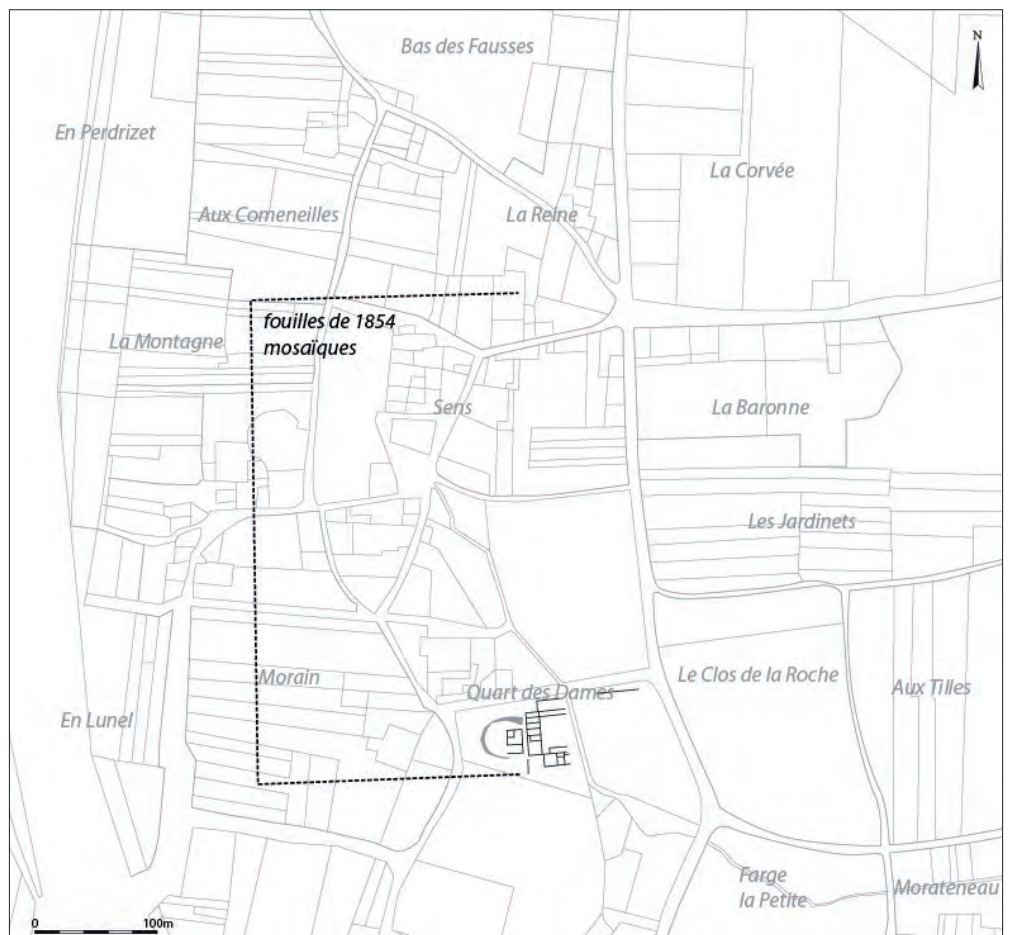 Bas des Fausses
N
En Perdrizet
La Corvée
Aux Comeneilles
La Reine
fouilles de 1854
mosaïques
La Montagne
Sens
La Baronne
Les Jardinets
Morain
Quart des Dames
Le Clos de la Roche
Aux Tilles
En Lunel
Farge
la Petite
Morateneau
0 100m